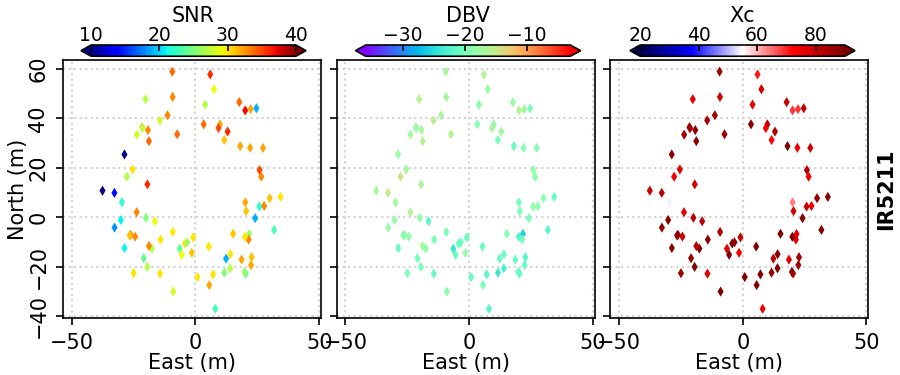 SNR DBV Xc
10 20 30 40 −30 −20 −10 20 40 60 80
60
40
20
0
−20
−40
North (m)
−50 0 50 −50 0 50 −50 0 50
East (m) East (m) East (m)
IR5211